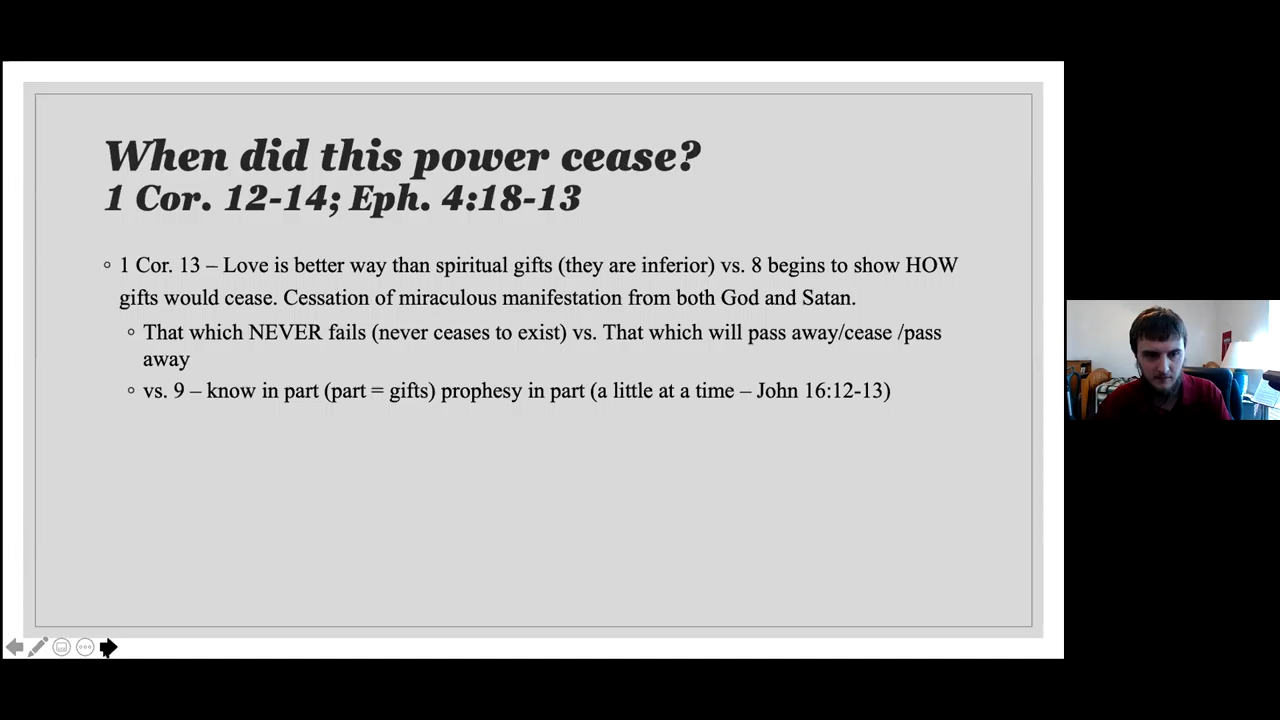 When did this power cease?
1 Cor. 12-14; Eph. 4:18-13
◦ 1 Cor. 13 – Love is better way than spiritual gifts (they are inferior) vs. 8 begins to show HOW
gifts would cease. Cessation of miraculous manifestation from both God and Satan.
◦ That which NEVER fails (never ceases to exist) vs. That which will pass away/cease /pass
away
◦ vs. 9 – know in part (part = gifts) prophesy in part (a little at a time – John 16:12-13)